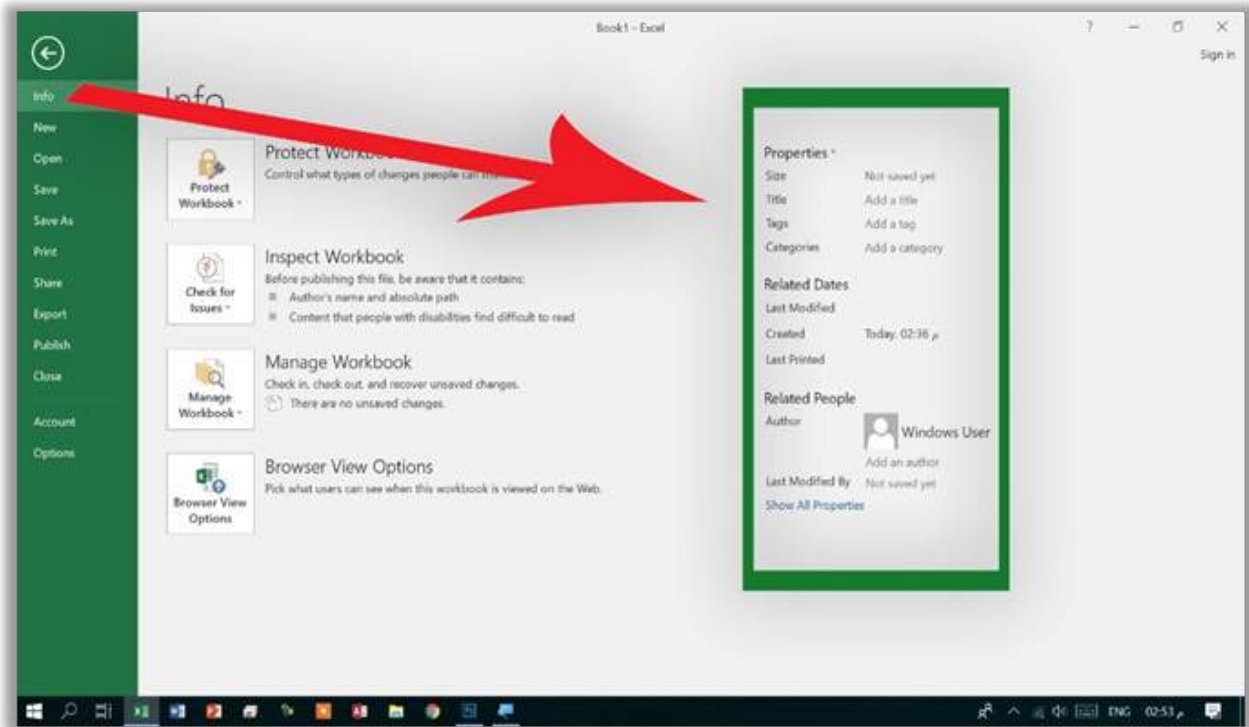 Book1 - Excel
?
Sign in
Info
New
Open
Save
Save As
Print
Share
Export
Publish
Close
Account
Options
Info
Protect Workbook
Protect
Workbook
Control what types of changes people can
Inspect Workbook
Check for
Issues
Before publishing this file, be aware that it contains:
Author's name and absolute path
Content that people with disabilities find difficult to read
Manage Workbook
Manage
Workbook
Check in, check out, and recover unsaved changes.
There are no unsaved changes.
Browser View Options
Browser View
Options
Pick what users can see when this workbook is viewed on the Web.
Properties
Size Not saved yet
Title Add a title
Tags Add a tag
Categories Add a category
Related Dates
Last Modified
Created Today, 02:36 م
Last Printed
Related People
Author Windows User
Add an author
Last Modified By Not saved yet
Show All Properties
ENG 02:53 م